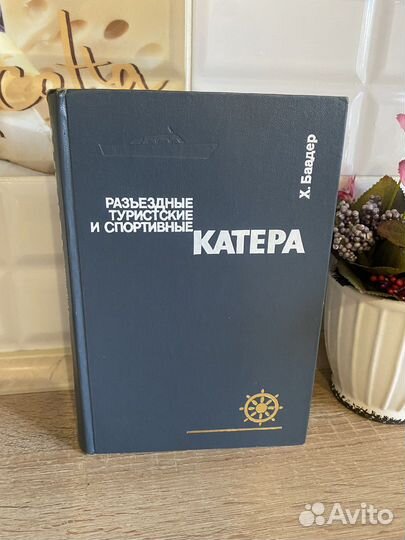 РАЗЪЕЗДНЫЕ
ТУРИСТСКИЕ
И СПОРТИВНЫЕ
КАТЕРА
Х. Баадер
Avito